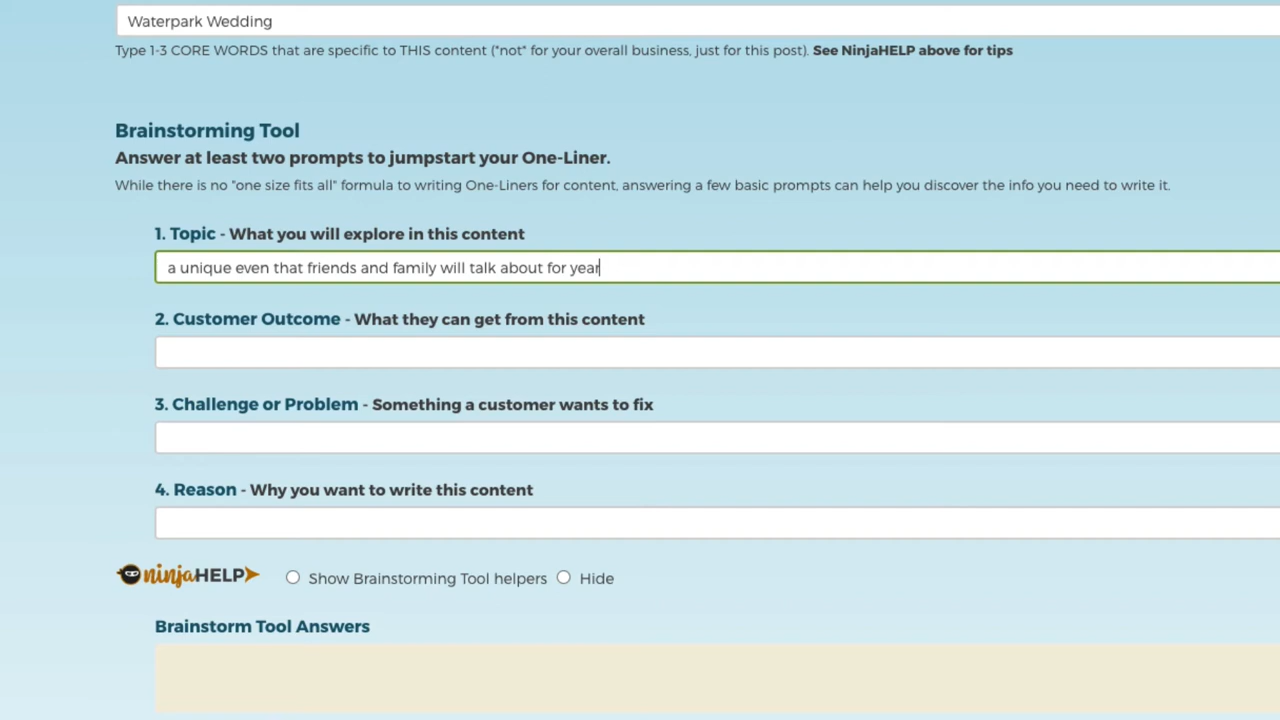 Waterpark Wedding
Type 1-3 CORE WORDS that are specific to THIS content (*not* for your overall business, just for this post). See NinjaHELP above for tips
Brainstorming Tool
Answer at least two prompts to jumpstart your One-Liner.
While there is no "one size fits all" formula to writing One-Liners for content, answering a few basic prompts can help you discover the info you need to write it.
1. Topic - What you will explore in this content
a unique even that friends and family will talk about for year
2. Customer Outcome - What they can get from this content
3. Challenge or Problem - Something a customer wants to fix
4. Reason - Why you want to write this content
ninjaHELP Show Brainstorming Tool helpers Hide
Brainstorm Tool Answers